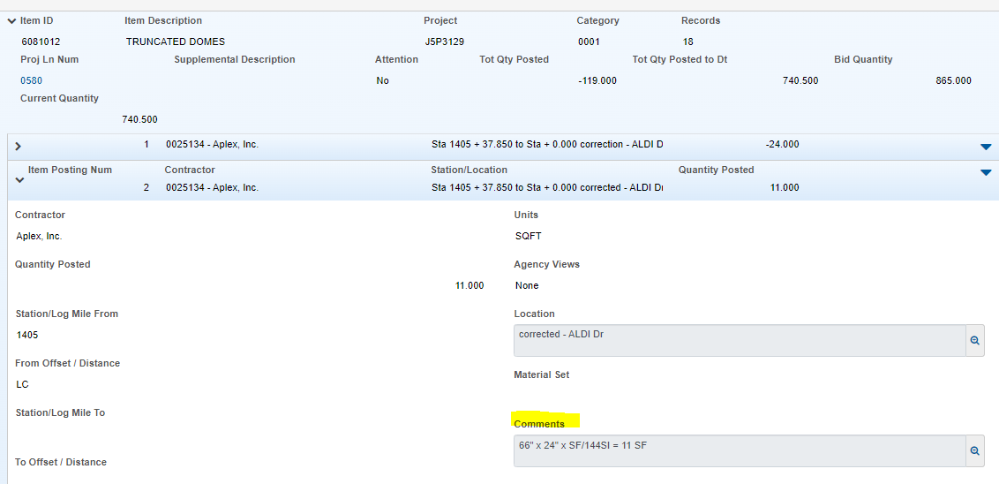 Item ID Item Description Project Category Records
6081012 TRUNCATED DOMES J5P3129 0001 18
Proj Ln Num Supplemental Description Attention Tot Qty Posted Tot Qty Posted to Dt Bid Quantity
0580 No -119.000 740.500 865.000
Current Quantity
740.500
1 0025134 - Aplex, Inc. Sta 1405 + 37.850 to Sta + 0.000 correction - ALDI D -24.000
Item Posting Num Contractor Station/Location Quantity Posted
2 0025134 - Aplex, Inc. Sta 1405 + 37.850 to Sta + 0.000 corrected - ALDI Dr 11.000
Contractor Units
Aplex, Inc. SQFT
Quantity Posted Agency Views
11.000 None
Station/Log Mile From Location
1405 corrected - ALDI Dr
From Offset / Distance
LC Material Set
Station/Log Mile To Comments
66" x 24" x SF/144SI = 11 SF
To Offset / Distance